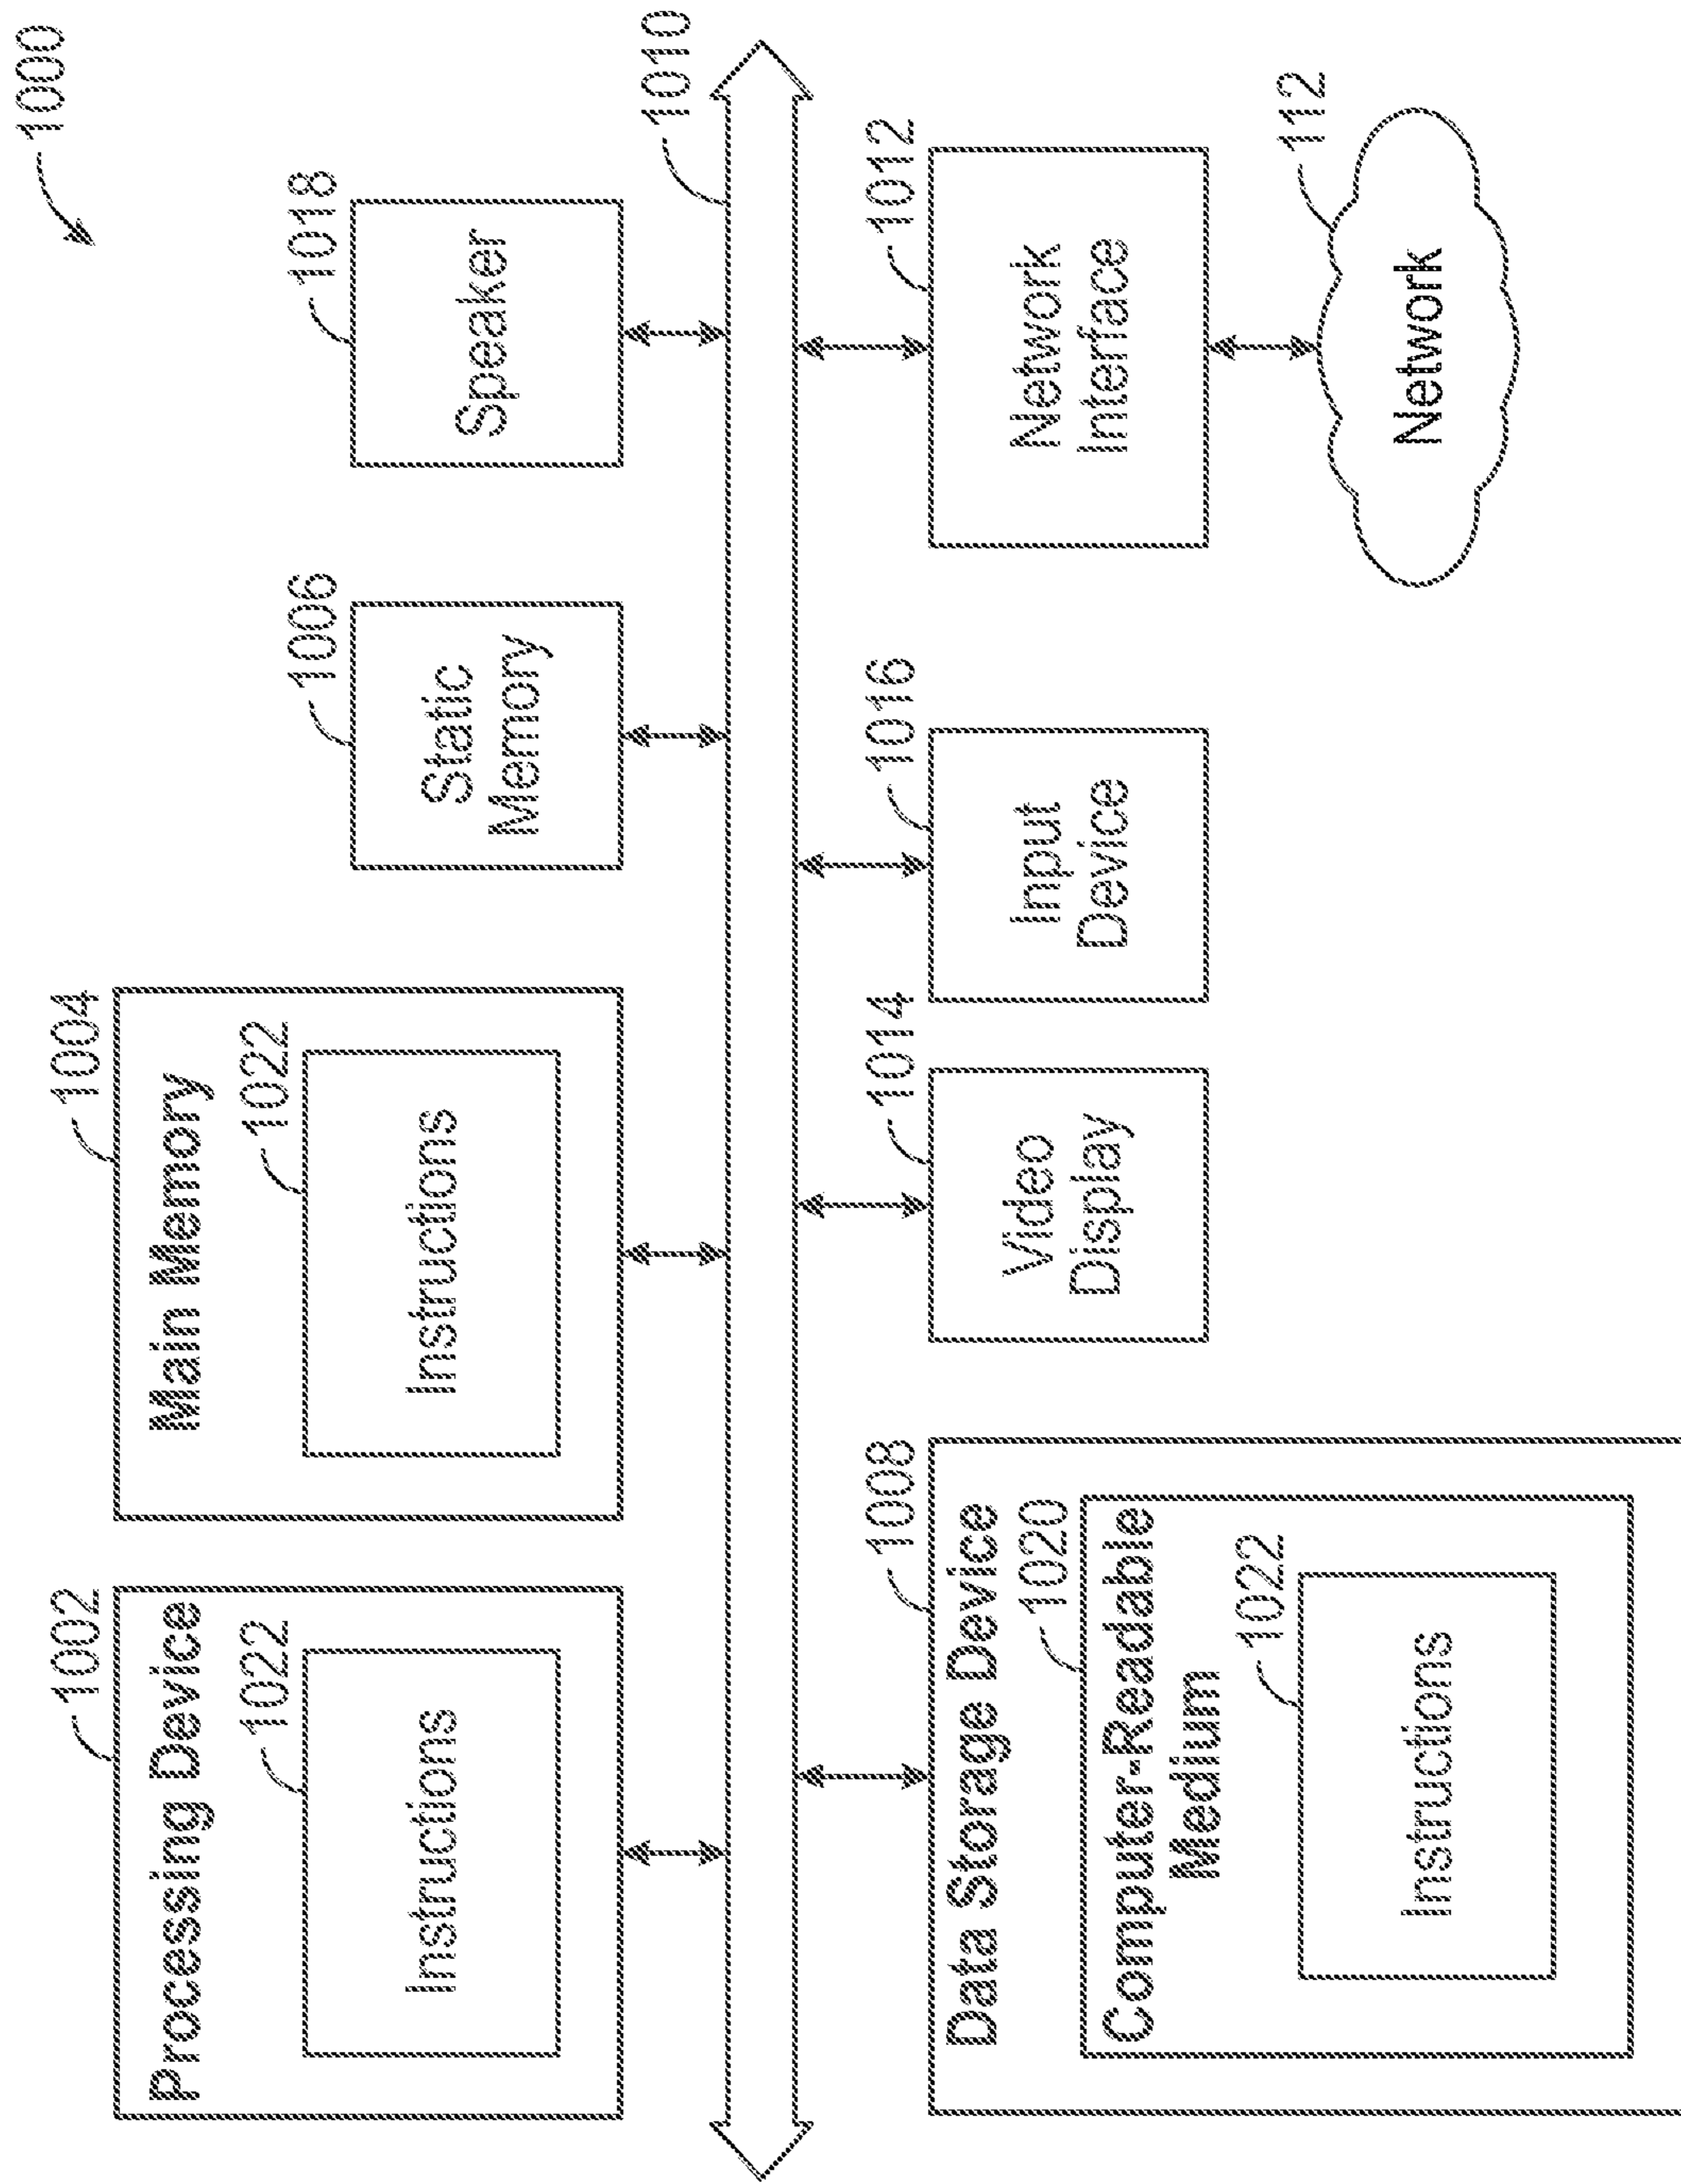 1000
1002
Processing Device
1022
Instructions
1004
Main Memory
1022
Instructions
1006
Static
Memory
1018
Speaker
1010
1008
Data Storage Device
1020
Computer-Readable
Medium
1022
Instructions
1014
Video
Display
1016
Input
Device
1012
Network
Interface
112
Network